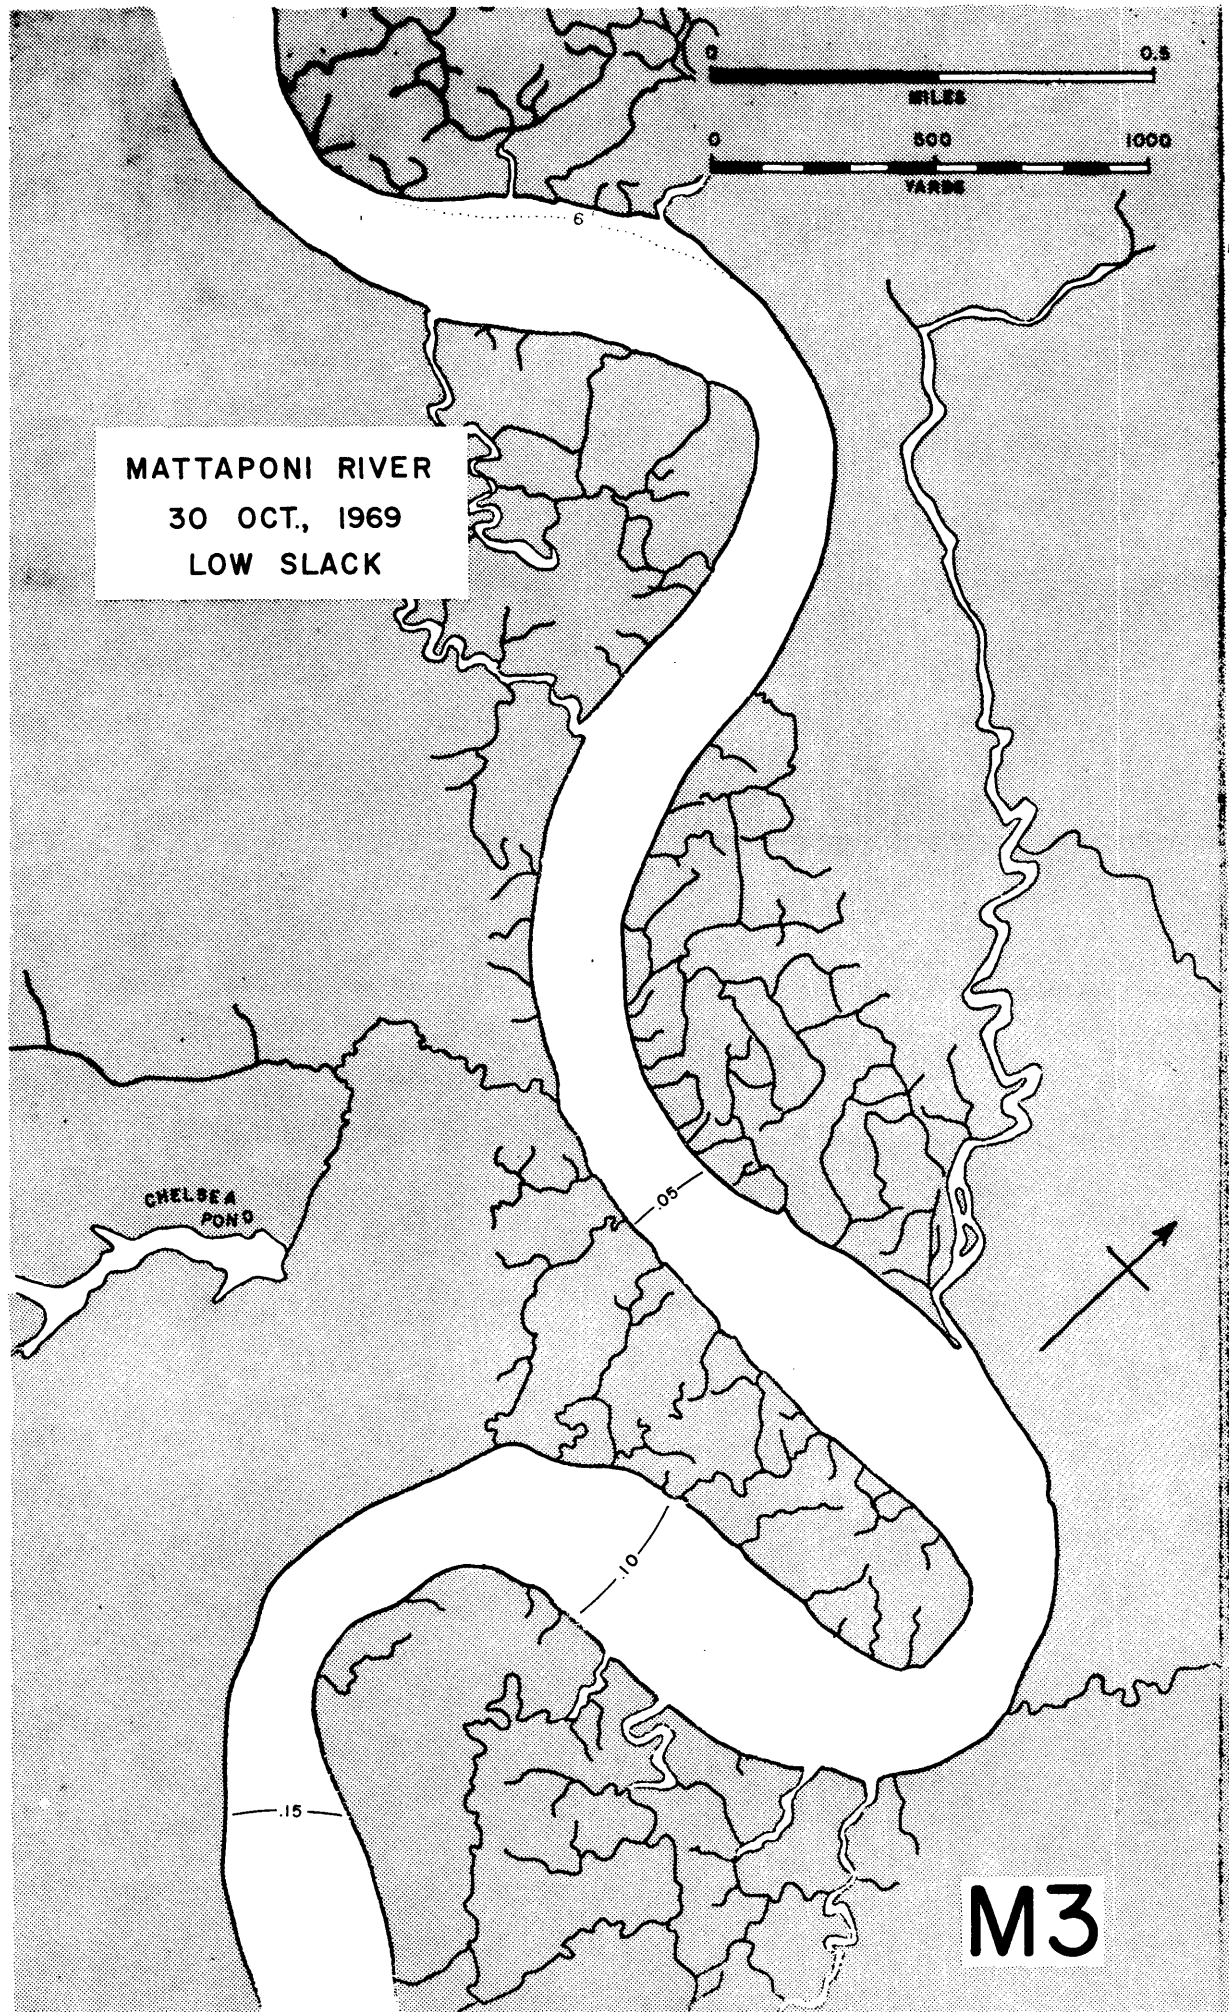 0 0.5
MILES
0 500 1000
YARDS
6
MATTAPONI RIVER
30 OCT., 1969
LOW SLACK
CHELSEA
POND
.05
.10
.15
M3